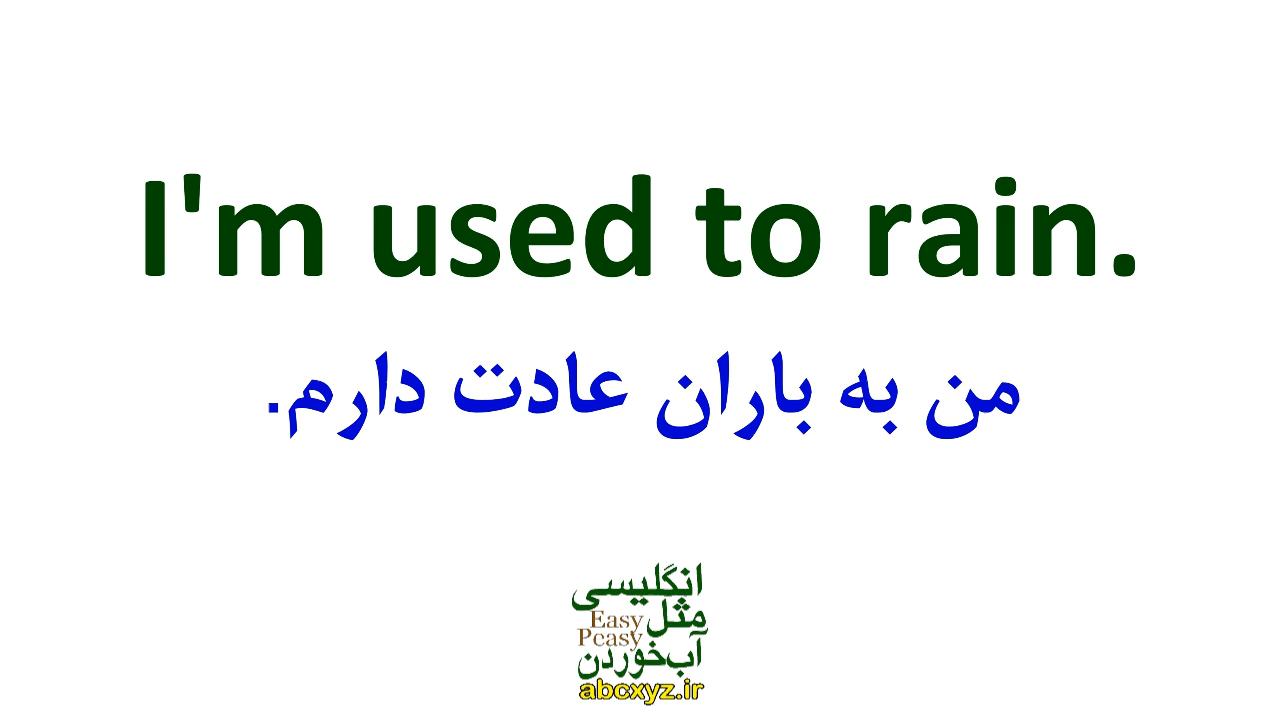 I'm used to rain.
من به باران عادت دارم.
انگلیسی
مثل
Easy
Peasy
آب‌خوردن
abcxyz.ir